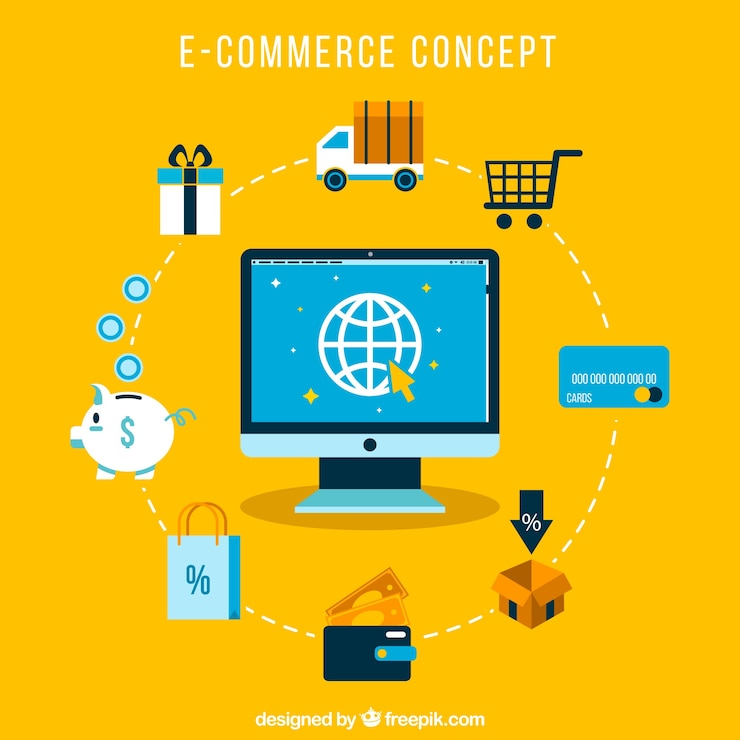 E-COMMERCE CONCEPT
$
000 000 000 000 00
CARDS
%
%
designed by freepik.com